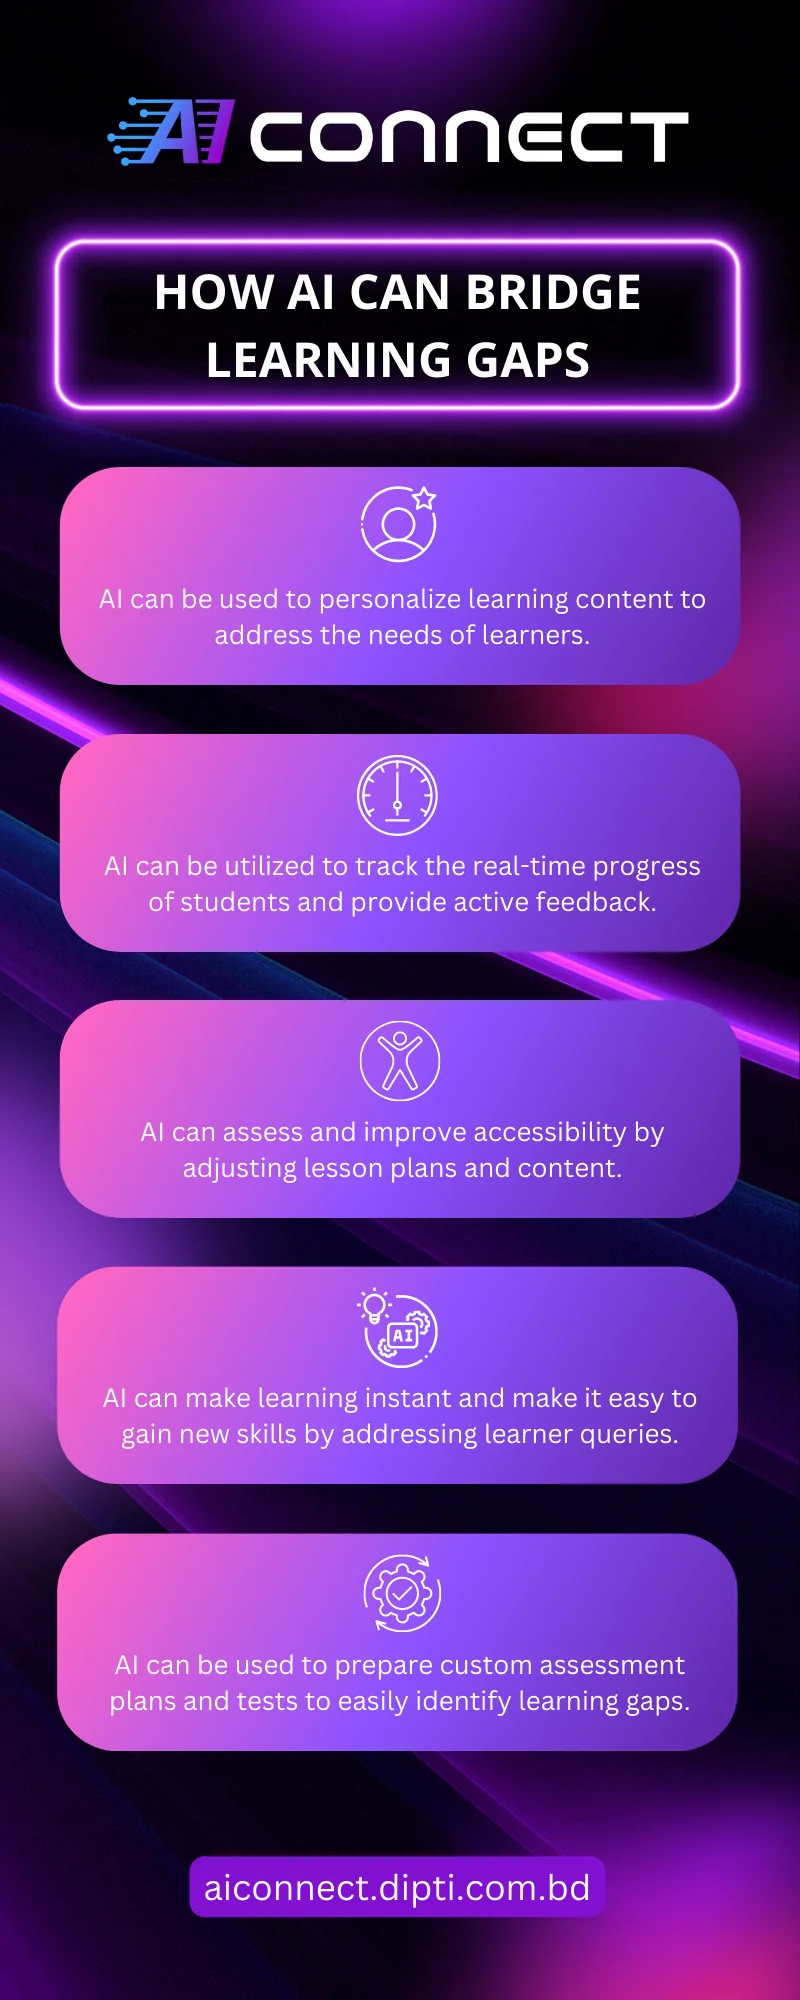 AI CONNECT
HOW AI CAN BRIDGE
LEARNING GAPS
AI can be used to personalize learning content to
address the needs of learners.
AI can be utilized to track the real-time progress
of students and provide active feedback.
AI can assess and improve accessibility by
adjusting lesson plans and content.
AI
AI can make learning instant and make it easy to
gain new skills by addressing learner queries.
AI can be used to prepare custom assessment
plans and tests to easily identify learning gaps.
aiconnect.dipti.com.bd